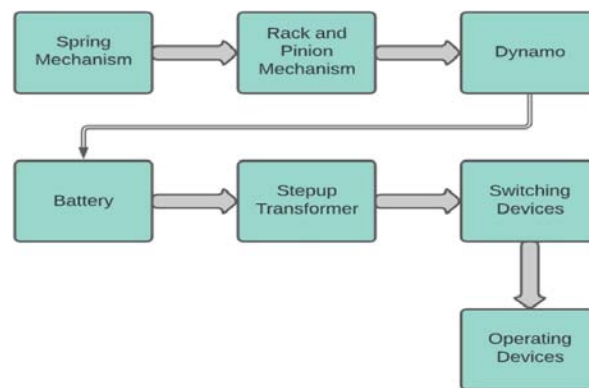 Spring
Mechanism
Rack and
Pinion
Mechanism
Dynamo
Battery
Stepup
Transformer
Switching
Devices
Operating
Devices